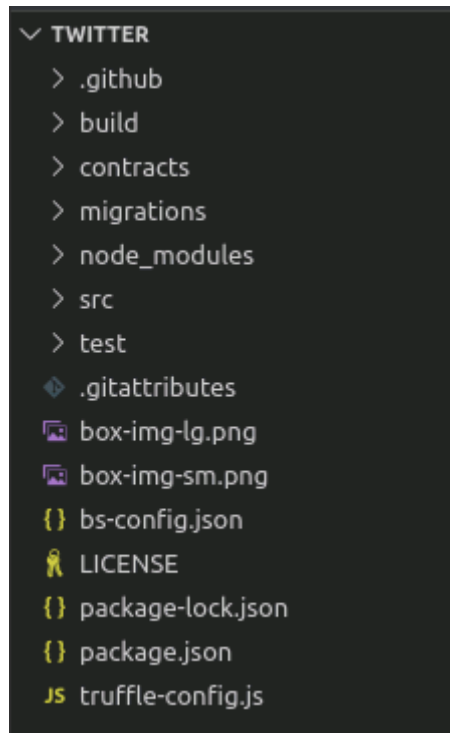 TWITTER
.github
build
contracts
migrations
node_modules
src
test
.gitattributes
box-img-lg.png
box-img-sm.png
{} bs-config.json
LICENSE
{} package-lock.json
{} package.json
JS truffle-config.js